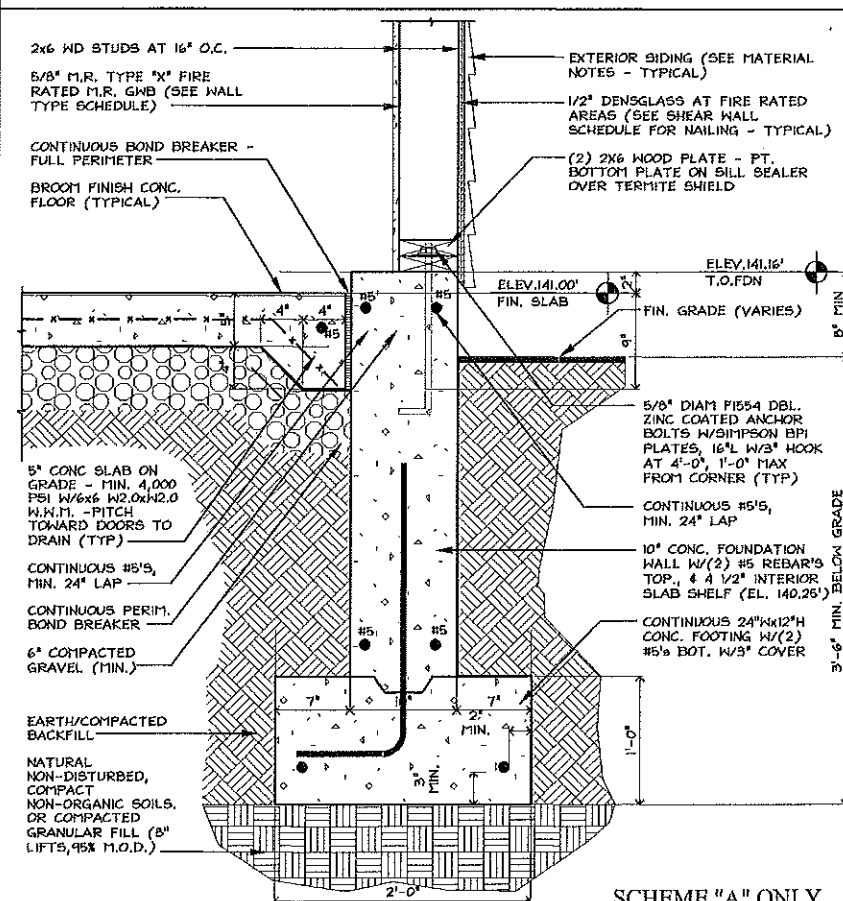 2x6 WD STUDS AT 16" O.C.
5/8" M.R. TYPE "X" FIRE
RATED M.R. GWB (SEE WALL
TYPE SCHEDULE)
CONTINUOUS BOND BREAKER -
FULL PERIMETER
BROOM FINISH CONC.
FLOOR (TYPICAL)
EXTERIOR SIDING (SEE MATERIAL
NOTES - TYPICAL)
1/2" DENSGLASS AT FIRE RATED
AREAS (SEE SHEAR WALL
SCHEDULE FOR NAILING - TYPICAL)
(2) 2X6 WOOD PLATE - PT.
BOTTOM PLATE ON SILL SEALER
OVER TERMITE SHIELD
ELEV.141.16'
T.O.FDN
ELEV.141.00'
FIN. SLAB
2"
8" MIN
FIN. GRADE (VARIES)
9"
4"
4"
#5
#5
#5
5"
5/8" DIAM F1554 DBL.
ZINC COATED ANCHOR
BOLTS W/SIMPSON BP1
PLATES, 16"L W/3" HOOK
AT 4'-0", 1'-0" MAX
FROM CORNER (TYP)
CONTINUOUS #5'S,
MIN. 24" LAP
10" CONC. FOUNDATION
WALL W/(2) #5 REBAR'S
TOP., & 4 1/2" INTERIOR
SLAB SHELF (EL. 140.25')
CONTINUOUS 24"Wx12"H
CONC. FOOTING W/(2)
#5's BOT. W/3" COVER
3'-6" MIN. BELOW GRADE
5" CONC SLAB ON
GRADE - MIN. 4,000
PSI W/6x6 W2.0xW2.0
W.W.M. -PITCH
TOWARD DOORS TO
DRAIN (TYP)
CONTINUOUS #5'S,
MIN. 24" LAP
CONTINUOUS PERIM.
BOND BREAKER
6" COMPACTED
GRAVEL (MIN.)
EARTH/COMPACTED
BACKFILL
NATURAL
NON-DISTURBED,
COMPACT
NON-ORGANIC SOILS.
OR COMPACTED
GRANULAR FILL (8"
LIFTS,95% M.O.D.)
#5
#5
7"
7"
2"
MIN.
3"
MIN.
1'-0"
2'-0"
SCHEME "A" ONLY